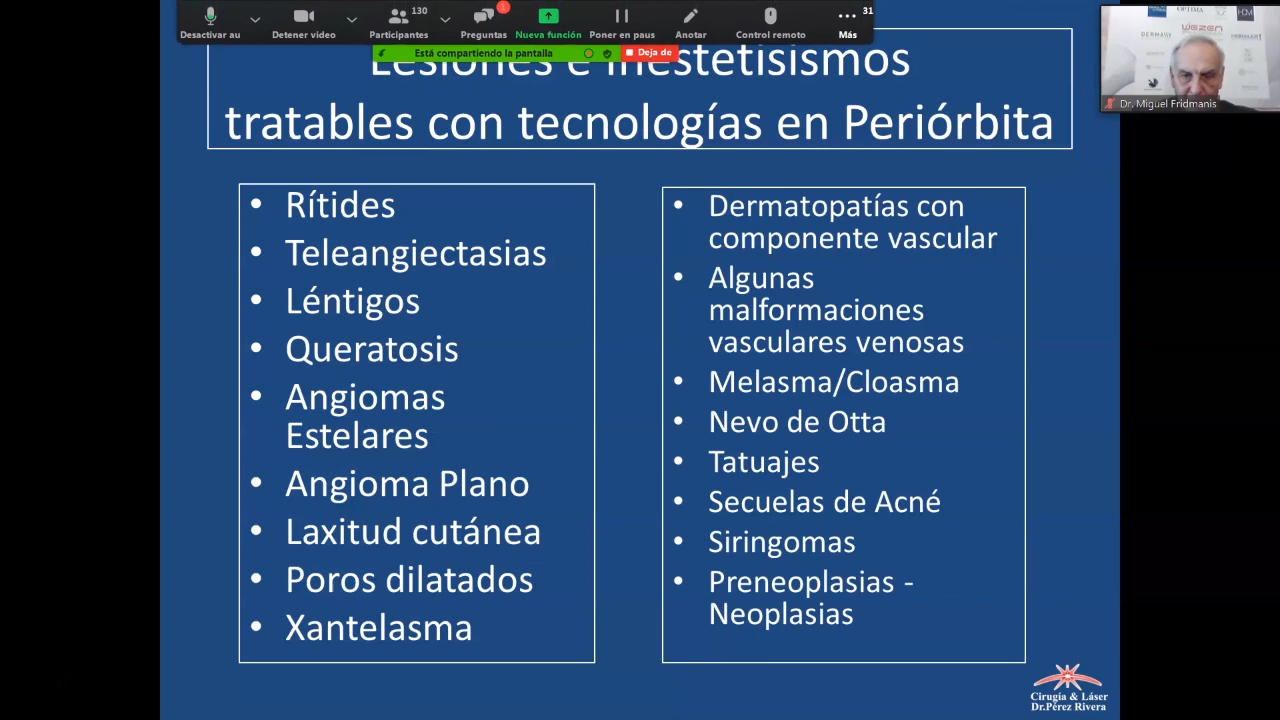 130
1
31
Desactivar au
Detener video
Participantes
Preguntas
Nueva función
Poner en paus
Anotar
Control remoto
Más
Está compartiendo la pantalla
Deja de
Lesiones e Inestetisismos
tratables con tecnologías en Periórbita
• Rítides
• Teleangiectasias
• Léntigos
• Queratosis
• Angiomas
Estelares
• Angioma Plano
• Laxitud cutánea
• Poros dilatados
• Xantelasma
• Dermatopatías con
componente vascular
• Algunas
malformaciones
vasculares venosas
• Melasma/Cloasma
• Nevo de Otta
• Tatuajes
• Secuelas de Acné
• Siringomas
• Preneoplasias -
Neoplasias
Dr. Miguel Fridmanis
Cirugía & Láser
Dr.Pérez Rivera